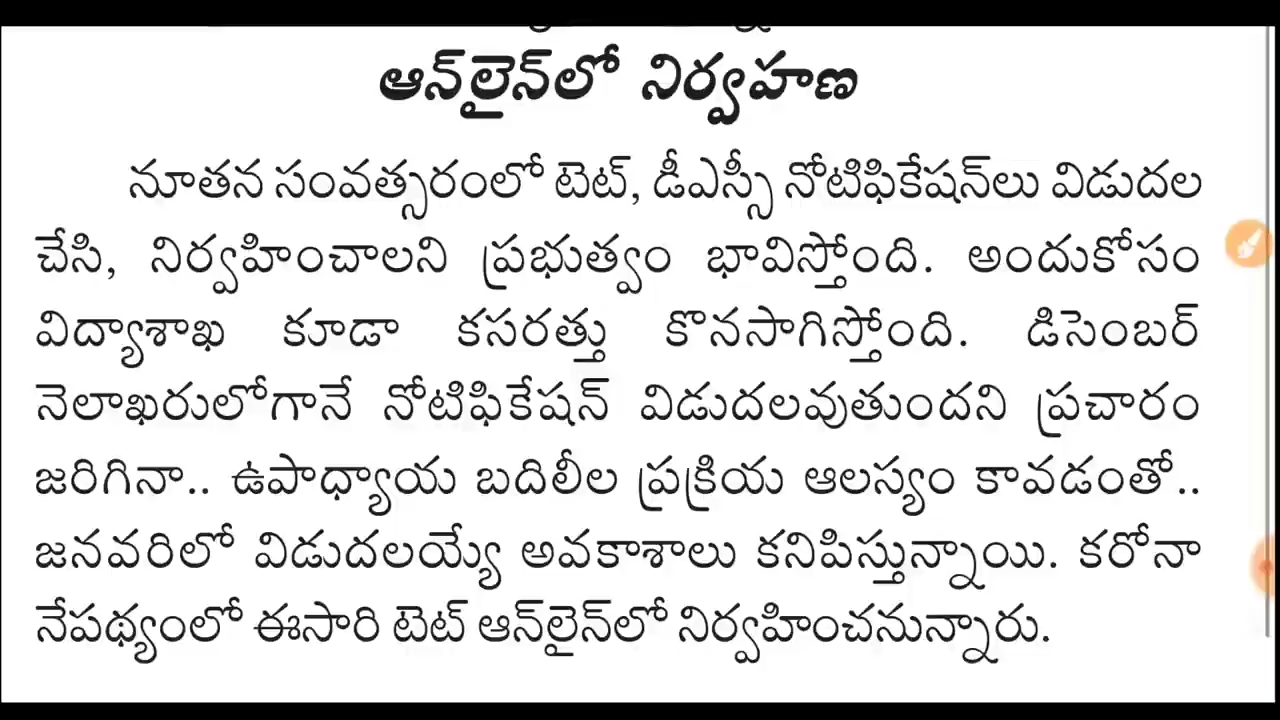 ఆన్‌లైన్‌లో నిర్వహణ
నూతన సంవత్సరంలో టెట్, డీఎస్సీ నోటిఫికేషన్‌లు విడుదల
చేసి, నిర్వహించాలని ప్రభుత్వం భావిస్తోంది. అందుకోసం
విద్యాశాఖ కూడా కసరత్తు కొనసాగిస్తోంది. డిసెంబర్
నెలాఖరులోగానే నోటిఫికేషన్ విడుదలవుతుందని ప్రచారం
జరిగినా.. ఉపాధ్యాయ బదిలీల ప్రక్రియ ఆలస్యం కావడంతో..
జనవరిలో విడుదలయ్యే అవకాశాలు కనిపిస్తున్నాయి. కరోనా
నేపథ్యంలో ఈసారి టెట్ ఆన్‌లైన్‌లో నిర్వహించనున్నారు.